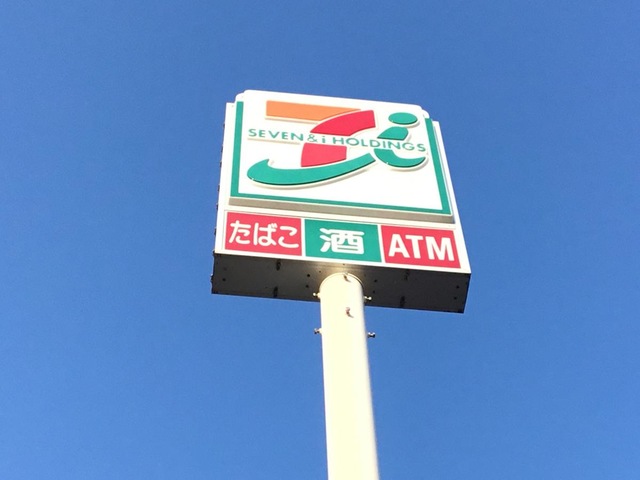 SEVEN & i HOLDINGS
たばこ 酒 ATM